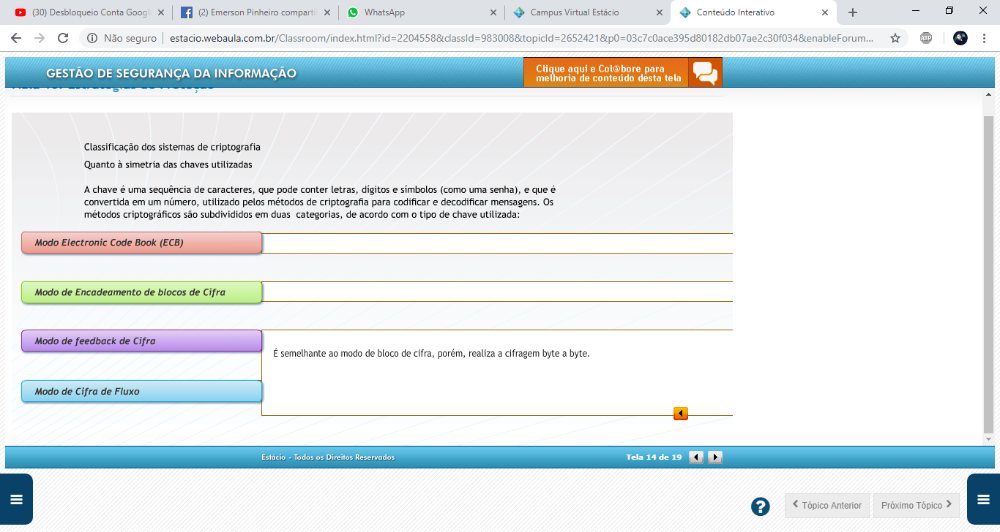 (30) Desbloqueio Conta Googl
(2) Emerson Pinheiro compartil
WhatsApp
Campus Virtual Estácio
Conteúdo Interativo
Não seguro
estacio.webaula.com.br/Classroom/index.html?id=2204558&classId=983008&topicId=2652421&p0=03c7c0ace395d80182db07ae2c30f034&enableForum...
ABP
GESTÃO DE SEGURANÇA DA INFORMAÇÃO
Clique aqui e Col@bore para
melhoria de conteúdo desta tela
Aula 10: Estratégias de Proteção
Classificação dos sistemas de criptografia
Quanto à simetria das chaves utilizadas
A chave é uma sequência de caracteres, que pode conter letras, dígitos e símbolos (como uma senha), e que é
convertida em um número, utilizado pelos métodos de criptografia para codificar e decodificar mensagens. Os
métodos criptográficos são subdivididos em duas categorias, de acordo com o tipo de chave utilizada:
Modo Electronic Code Book (ECB)
Modo de Encadeamento de blocos de Cifra
Modo de feedback de Cifra
É semelhante ao modo de bloco de cifra, porém, realiza a cifragem byte a byte.
Modo de Cifra de Fluxo
Estácio - Todos os Direitos Reservados
Tela 14 de 19
?
Tópico Anterior
Próximo Tópico